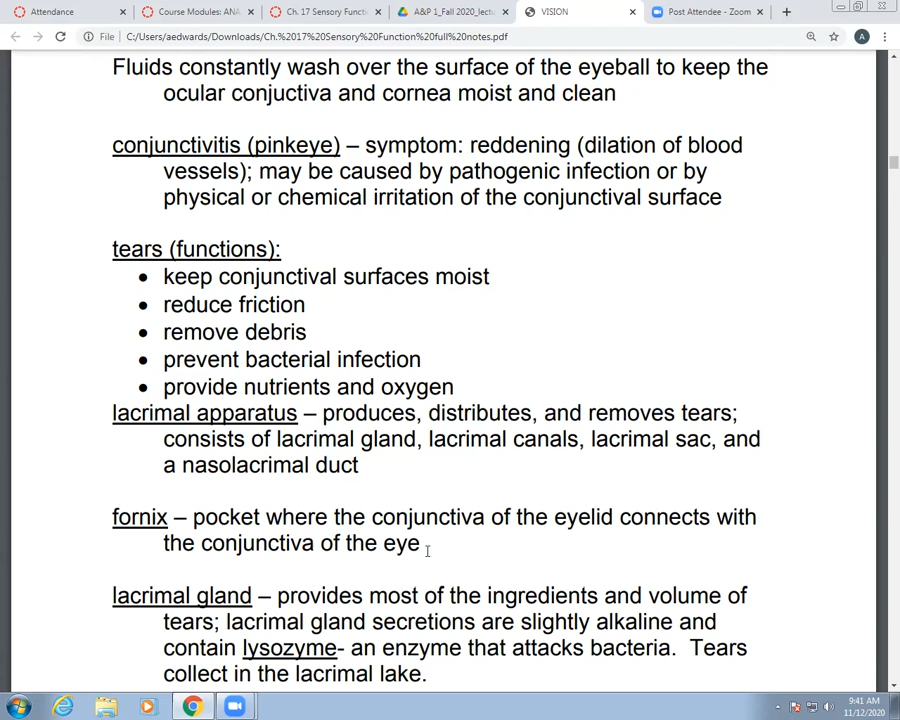 Attendance
Course Modules: ANA
Ch. 17 Sensory Functi
A&P 1_Fall 2020_lectu
VISION
Post Attendee - Zoom
File
C:/Users/aedwards/Downloads/Ch.%2017%20Sensory%20Function%20full%20notes.pdf
A
Fluids constantly wash over the surface of the eyeball to keep the
ocular conjuctiva and cornea moist and clean
conjunctivitis (pinkeye) – symptom: reddening (dilation of blood
vessels); may be caused by pathogenic infection or by
physical or chemical irritation of the conjunctival surface
tears (functions):
• keep conjunctival surfaces moist
• reduce friction
• remove debris
• prevent bacterial infection
• provide nutrients and oxygen
lacrimal apparatus – produces, distributes, and removes tears;
consists of lacrimal gland, lacrimal canals, lacrimal sac, and
a nasolacrimal duct
fornix – pocket where the conjunctiva of the eyelid connects with
the conjunctiva of the eye
lacrimal gland – provides most of the ingredients and volume of
tears; lacrimal gland secretions are slightly alkaline and
contain lysozyme- an enzyme that attacks bacteria.  Tears
collect in the lacrimal lake.
9:41 AM
11/12/2020